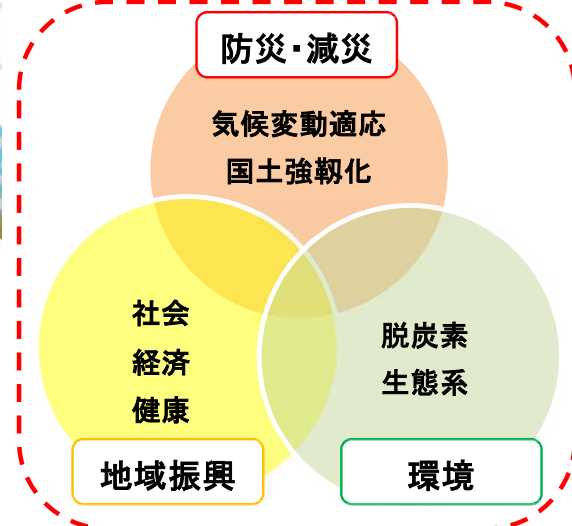 防災・減災
気候変動適応
国土強靱化
社会
経済
健康
脱炭素
生態系
地域振興
環境